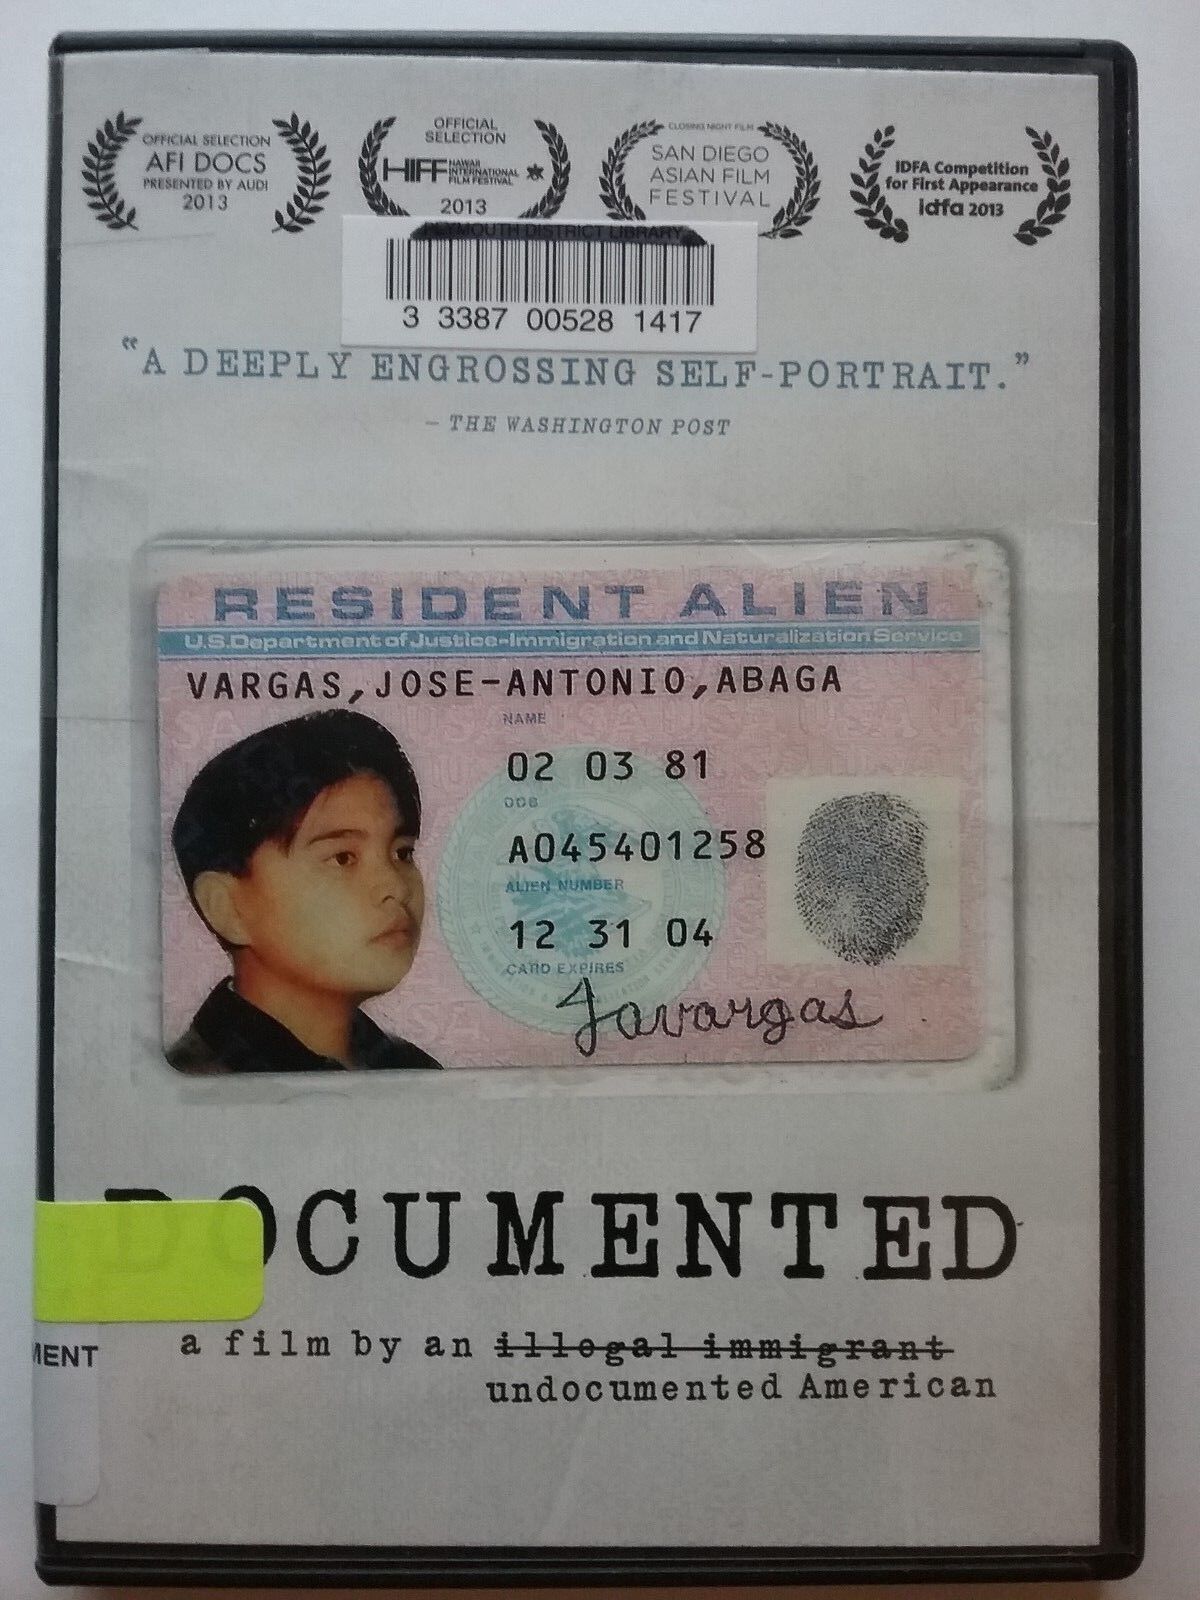 OFFICIAL SELECTION
AFI DOCS
PRESENTED BY AUDI
2013
OFFICIAL
SELECTION
HIFF HAWAII
INTERNATIONAL
FILM FESTIVAL
2013
CLOSING NIGHT FILM
SAN DIEGO
ASIAN FILM
FESTIVAL
IDFA Competition
for First Appearance
idfa 2013
PLYMOUTH DISTRICT LIBRARY
3 3387 00528 1417
“A DEEPLY ENGROSSING SELF-PORTRAIT.”
– THE WASHINGTON POST
RESIDENT ALIEN
U.S. Department of Justice-Immigration and Naturalization Service
VARGAS,JOSE-ANTONIO,ABAGA
NAME
02 03 81
DOB
A045401258
ALIEN NUMBER
12 31 04
CARD EXPIRES
Javargas
DOCUMENTED
a film by an illegal immigrant
undocumented American
MENT